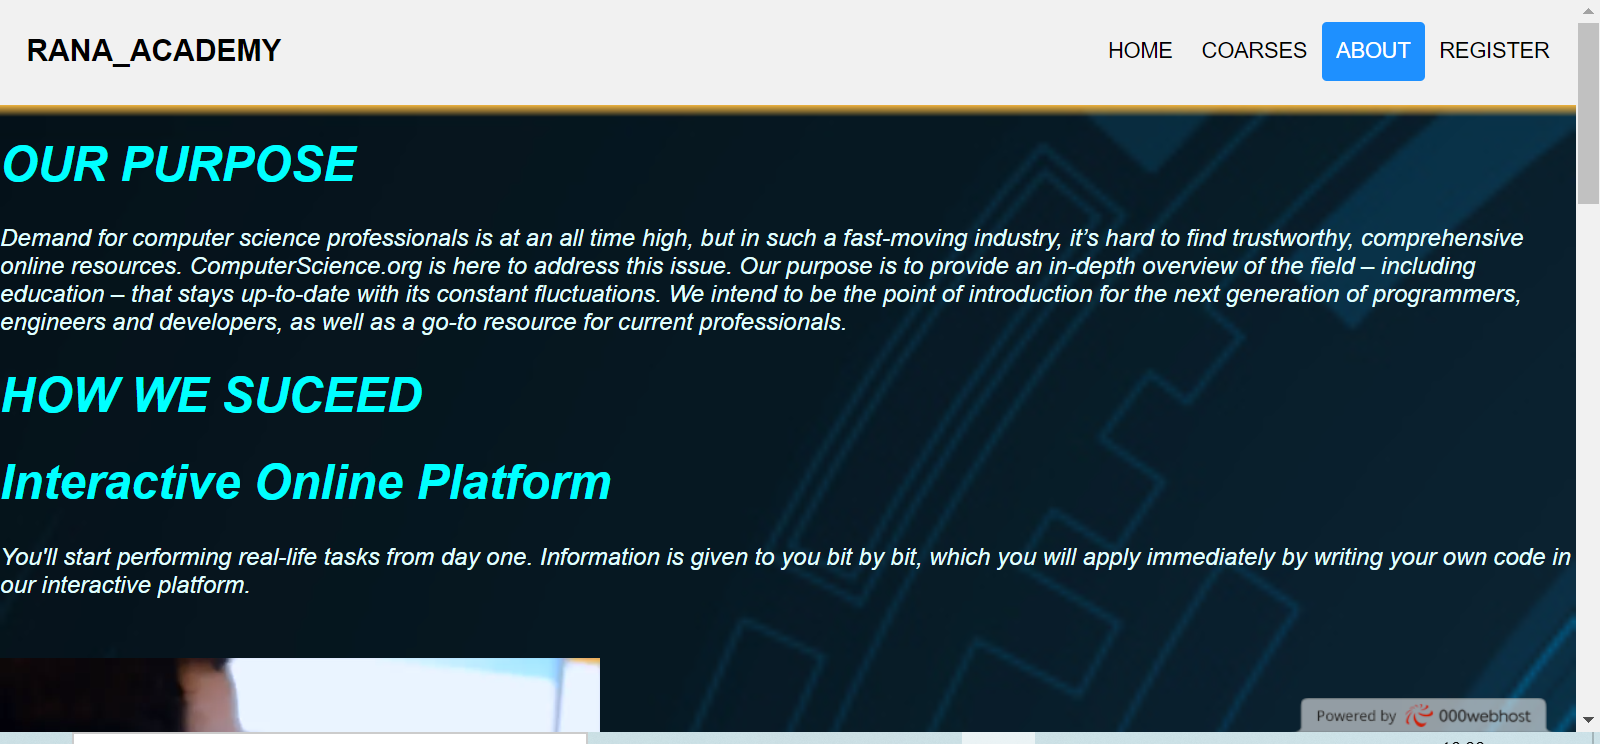 RANA_ACADEMY
HOME COARSES ABOUT REGISTER
OUR PURPOSE
Demand for computer science professionals is at an all time high, but in such a fast-moving industry, it’s hard to find trustworthy, comprehensive
online resources. ComputerScience.org is here to address this issue. Our purpose is to provide an in-depth overview of the field – including
education – that stays up-to-date with its constant fluctuations. We intend to be the point of introduction for the next generation of programmers,
engineers and developers, as well as a go-to resource for current professionals.
HOW WE SUCEED
Interactive Online Platform
You'll start performing real-life tasks from day one. Information is given to you bit by bit, which you will apply immediately by writing your own code in
our interactive platform.
Powered by 000webhost